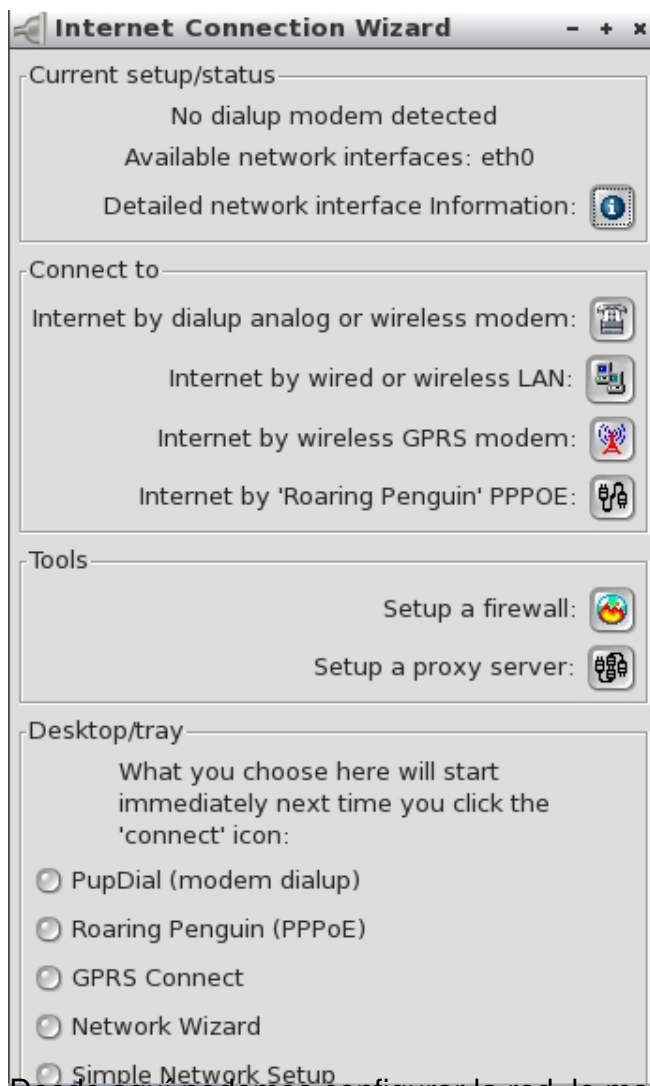 Internet Connection Wizard
Current setup/status
No dialup modem detected
Available network interfaces: eth0
Detailed network interface Information:
Connect to
Internet by dialup analog or wireless modem:
Internet by wired or wireless LAN:
Internet by wireless GPRS modem:
Internet by 'Roaring Penguin' PPPOE:
Tools
Setup a firewall:
Setup a proxy server:
Desktop/tray
What you choose here will start
immediately next time you click the
'connect' icon:
PupDial (modem dialup)
Roaring Penguin (PPPoE)
GPRS Connect
Network Wizard
Simple Network Setup